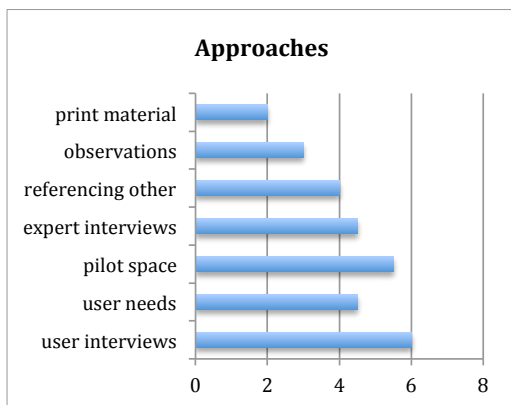 Approaches
print material
observations
referencing other
expert interviews
pilot space
user needs
user interviews
0 2 4 6 8